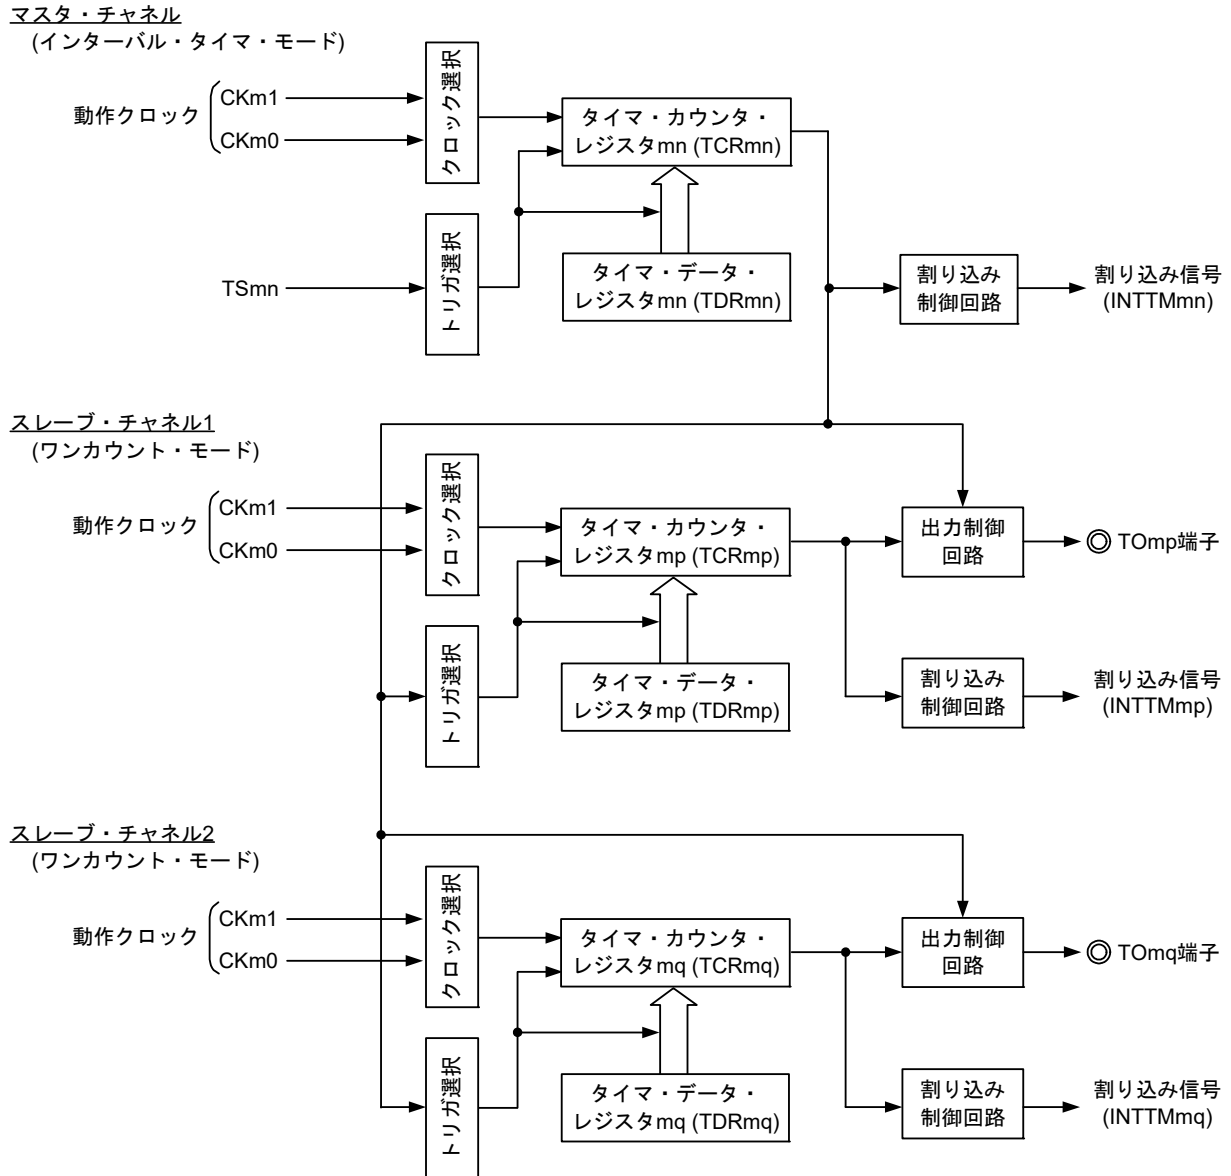 マスタ・チャネル
(インターバル・タイマ・モード)
動作クロック
CKm1
CKm0
クロック選択
タイマ・カウンタ・
レジスタmn (TCRmn)
TSmn
トリガ選択
タイマ・データ・
レジスタmn (TDRmn)
割り込み
制御回路
割り込み信号
(INTTMmn)
スレーブ・チャネル1
(ワンカウント・モード)
動作クロック
CKm1
CKm0
クロック選択
タイマ・カウンタ・
レジスタmp (TCRmp)
出力制御
回路
TOmp端子
トリガ選択
タイマ・データ・
レジスタmp (TDRmp)
割り込み
制御回路
割り込み信号
(INTTMmp)
スレーブ・チャネル2
(ワンカウント・モード)
動作クロック
CKm1
CKm0
クロック選択
タイマ・カウンタ・
レジスタmq (TCRmq)
出力制御
回路
TOmq端子
トリガ選択
タイマ・データ・
レジスタmq (TDRmq)
割り込み
制御回路
割り込み信号
(INTTMmq)